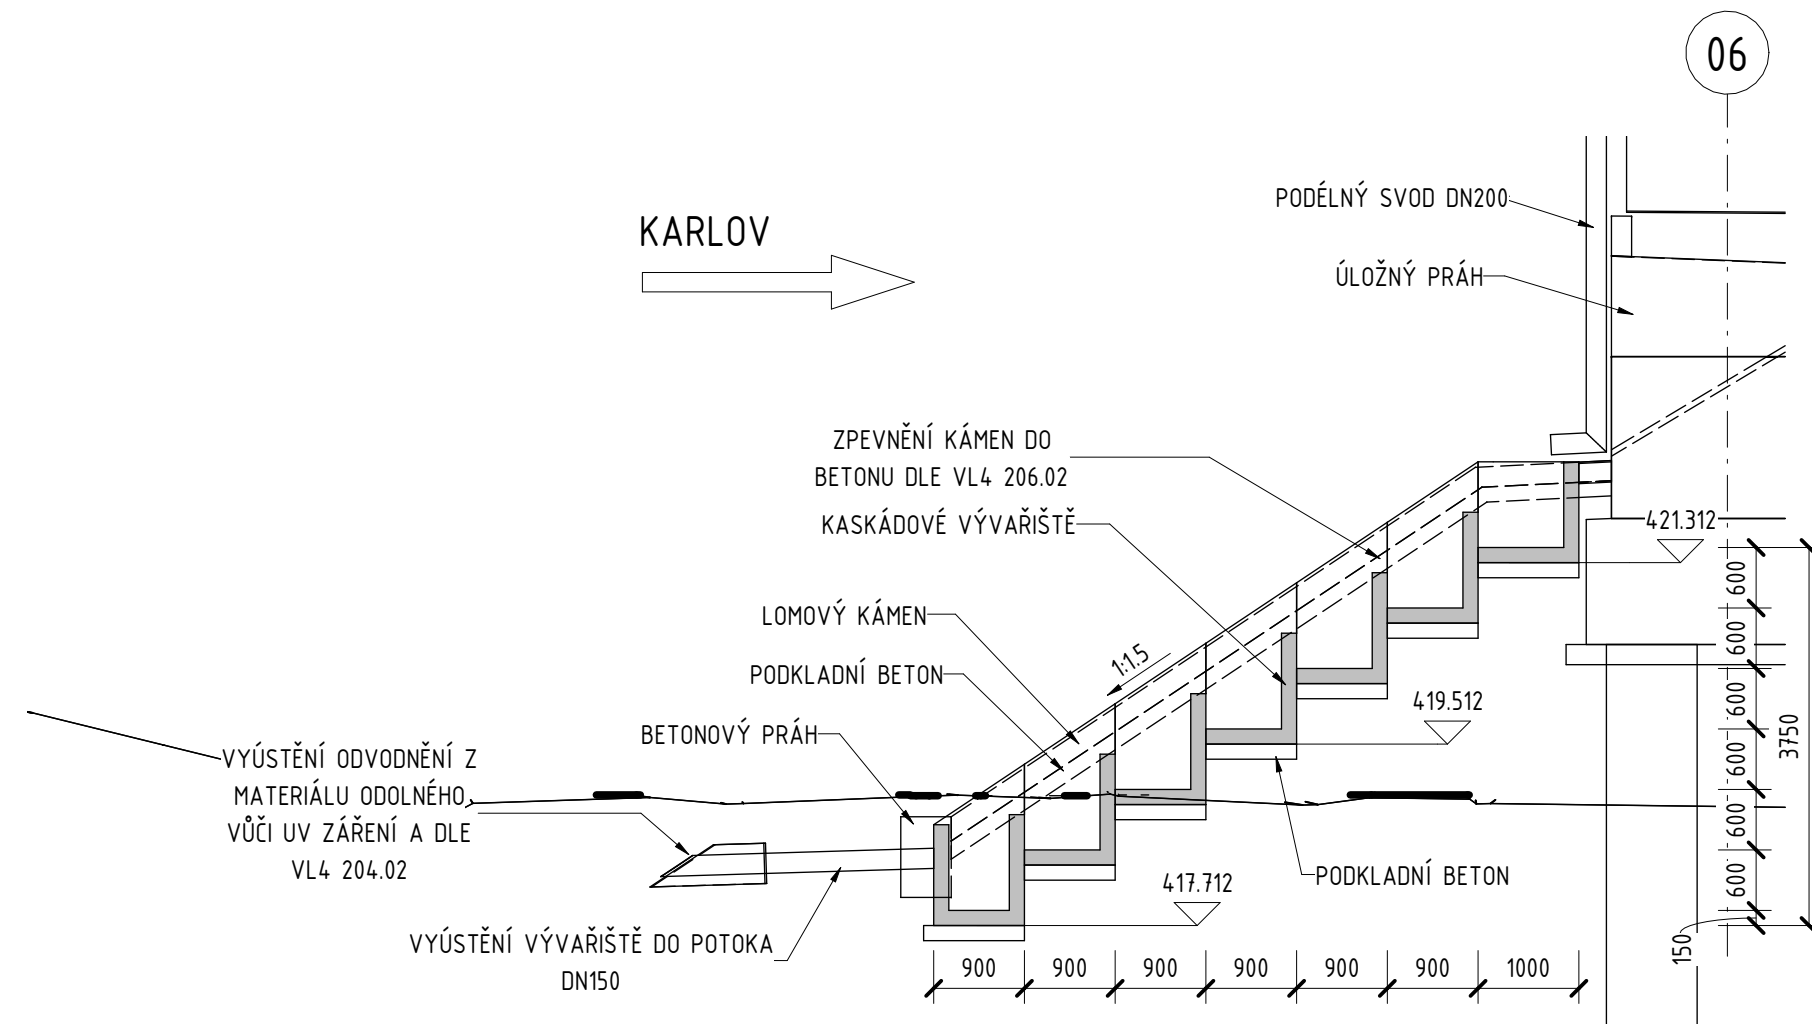 06
PODÉLNÝ SVOD DN200
KARLOV
ÚLOŽNÝ PRÁH
ZPEVNĚNÍ KÁMEN DO
BETONU DLE VL4 206.02
KASKÁDOVÉ VÝVAŘIŠTĚ
421.312
600
LOMOVÝ KÁMEN
600
1:1.5
PODKLADNÍ BETON
600
419.512
BETONOVÝ PRÁH
3750
VYÚSTĚNÍ ODVODNĚNÍ Z
MATERIÁLU ODOLNÉHO
VŮČI UV ZÁŘENÍ A DLE
VL4 204.02
600
600
PODKLADNÍ BETON
600
417.712
VYÚSTĚNÍ VÝVAŘIŠTĚ DO POTOKA
DN150
150
900 900 900 900 900 900 1000